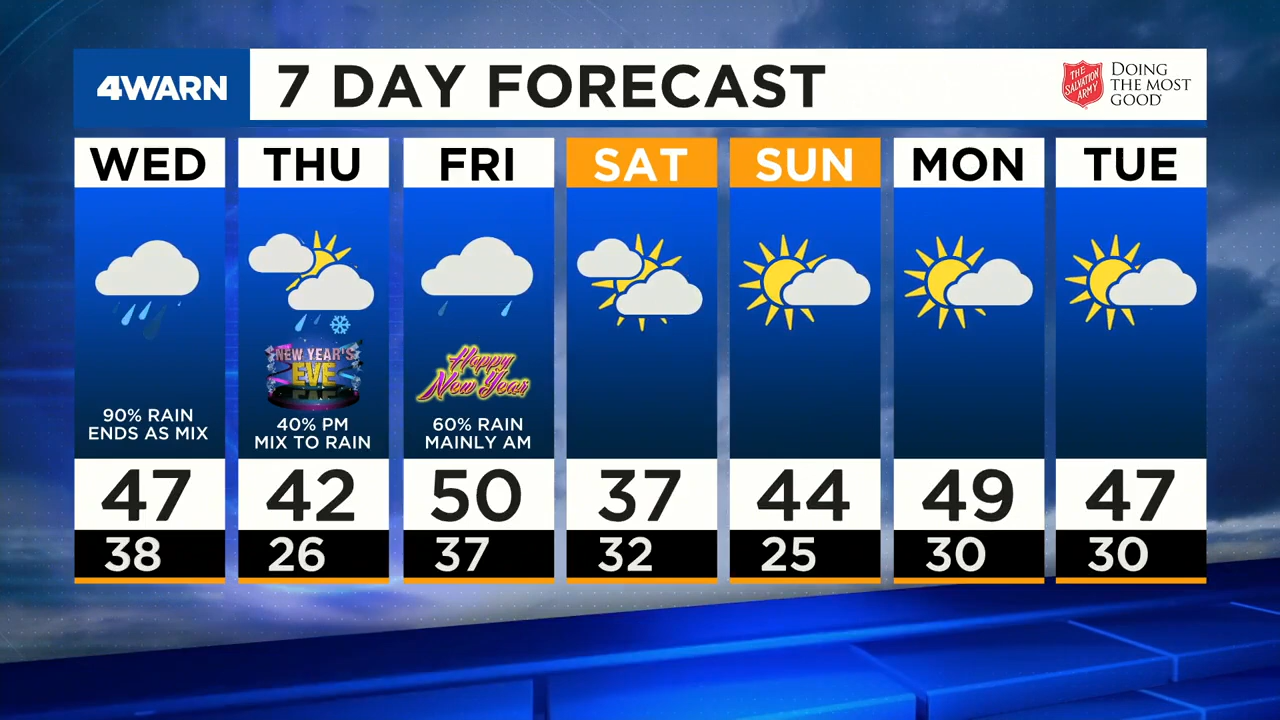 4WARN
7 DAY FORECAST
THE
SALVATION
ARMY
DOING
THE MOST
GOOD
WED
THU
FRI
SAT
SUN
MON
TUE
NEW YEAR'S
EVE
Happy
New Year
90% RAIN
ENDS AS MIX
40% PM
MIX TO RAIN
60% RAIN
MAINLY AM
47
42
50
37
44
49
47
38
26
37
32
25
30
30